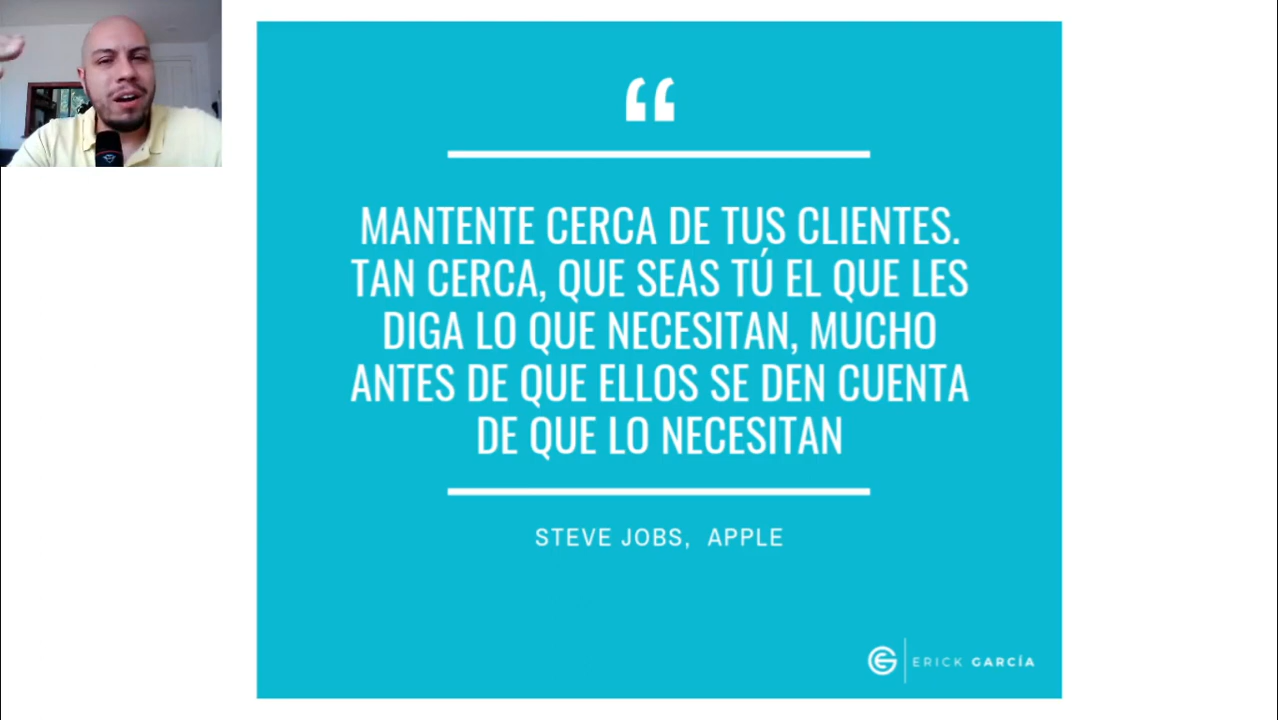 “
MANTENTE CERCA DE TUS CLIENTES.
TAN CERCA, QUE SEAS TÚ EL QUE LES
DIGA LO QUE NECESITAN, MUCHO
ANTES DE QUE ELLOS SE DEN CUENTA
DE QUE LO NECESITAN
STEVE JOBS, APPLE
ERICK GARCÍA